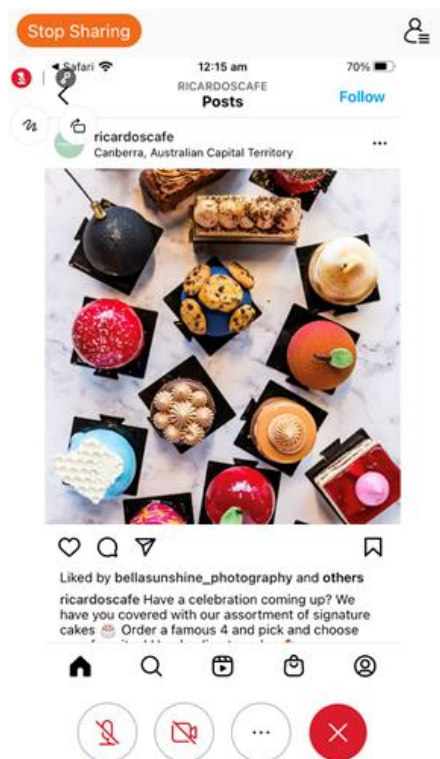 Stop Sharing
Safari 12:15 am 70%
RICARDOSCAFE
Posts Follow
ricardoscafe
Canberra, Australian Capital Territory
Liked by bellasunshine_photography and others
ricardoscafe Have a celebration coming up? We
have you covered with our assortment of signature
cakes 🎂 Order a famous 4 and pick and choose